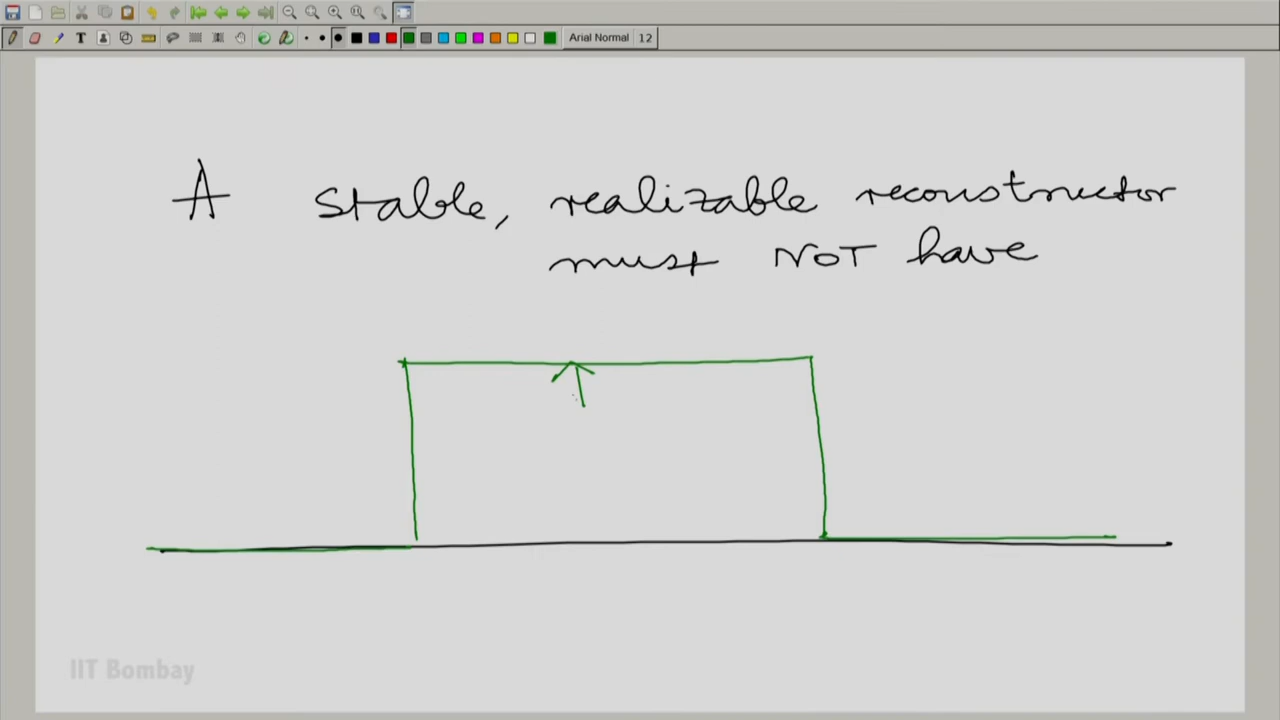 Arial Normal 12
A stable, realizable reconstructor
must NOT have
IIT Bombay